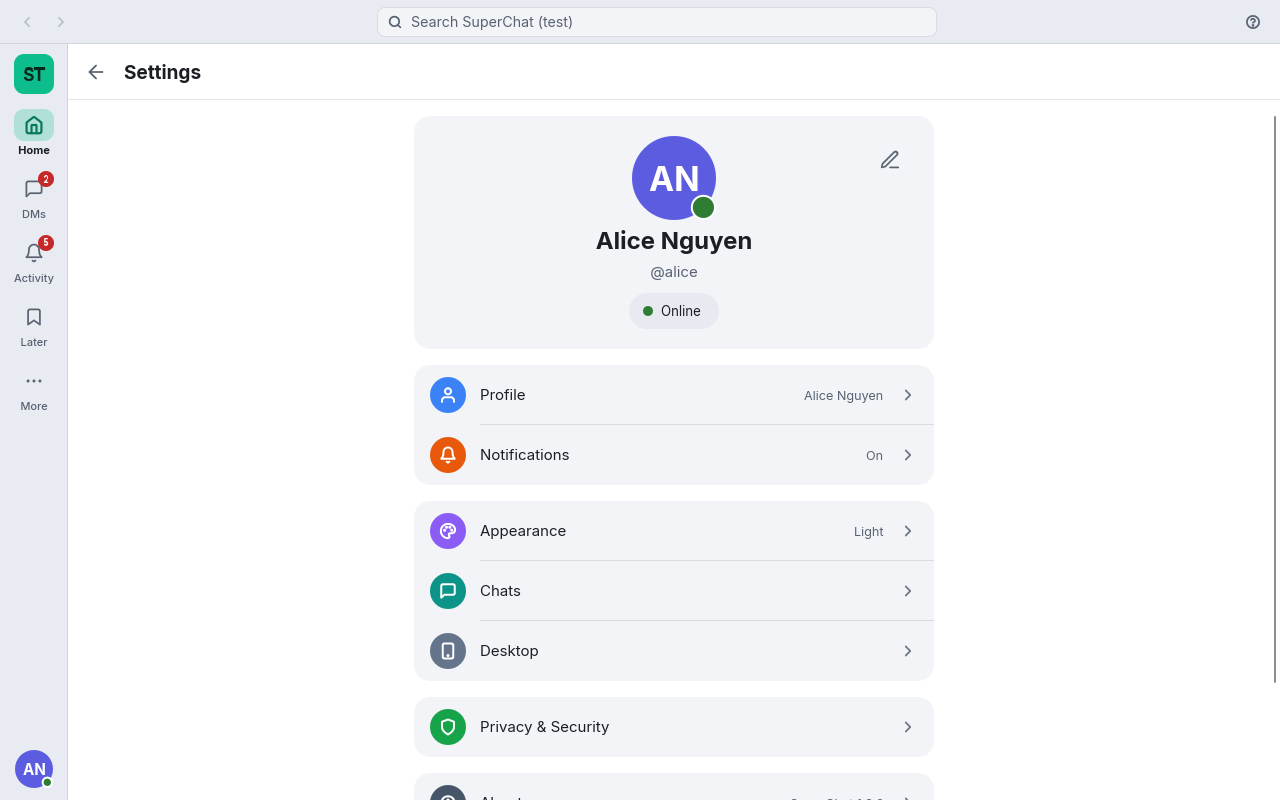 Search SuperChat (test)
ST
Settings
Home
2
DMs
5
Activity
Later
More
AN
AN
Alice Nguyen
@alice
Online
Profile
Alice Nguyen
Notifications
On
Appearance
Light
Chats
Desktop
Privacy & Security